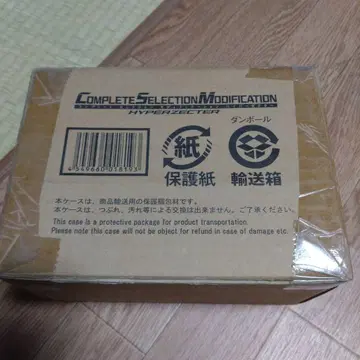 COMPLETE SELECTION MODIFICATION
HYPERZECTER
ダンボール
紙
保護紙
輸送箱
4549660018193
本ケースは、商品輸送用の保護梱包材です。
本ケースは、つぶれ、汚れ等による交換は出来ません。ご了承ください。
This case is a protective package for product transportation.
Please note this case will not be object for refund in case of damage etc.